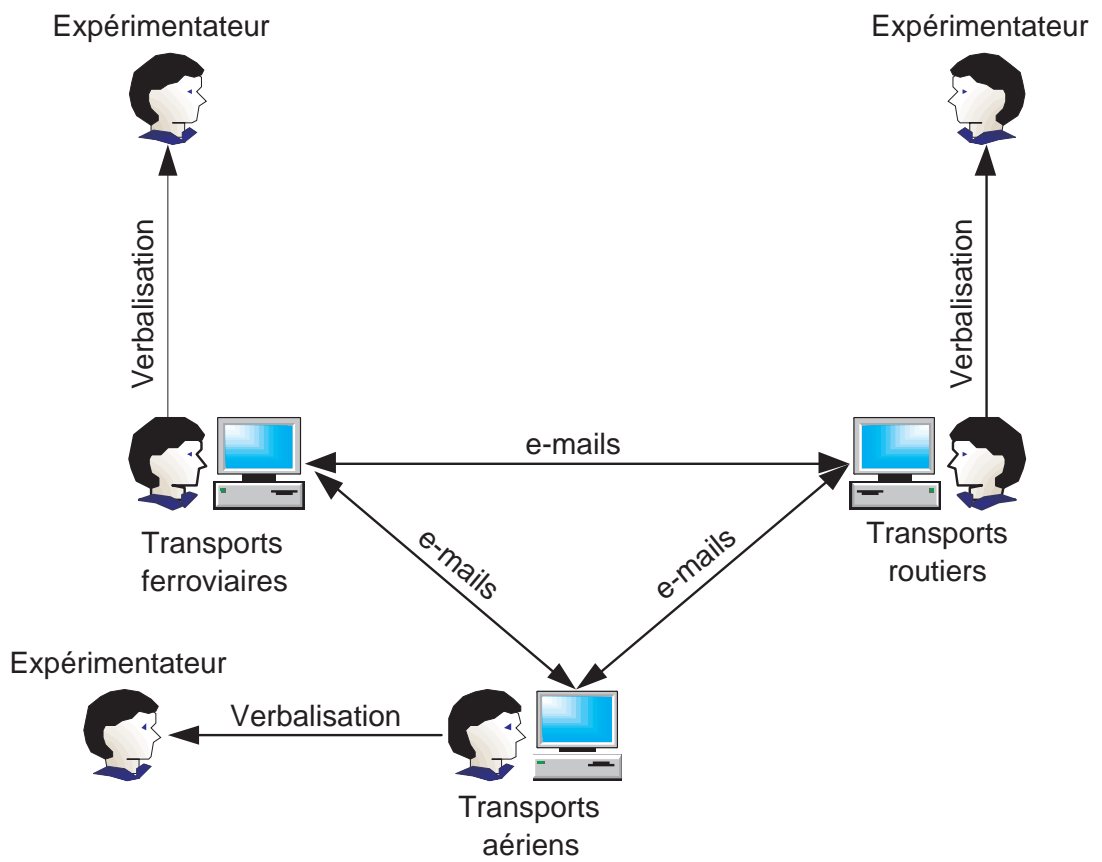 Expérimentateur
Expérimentateur
Verbalisation
Verbalisation
e-mails
Transports
ferroviaires
Transports
routiers
e-mails
e-mails
Expérimentateur
Verbalisation
Transports
aériens